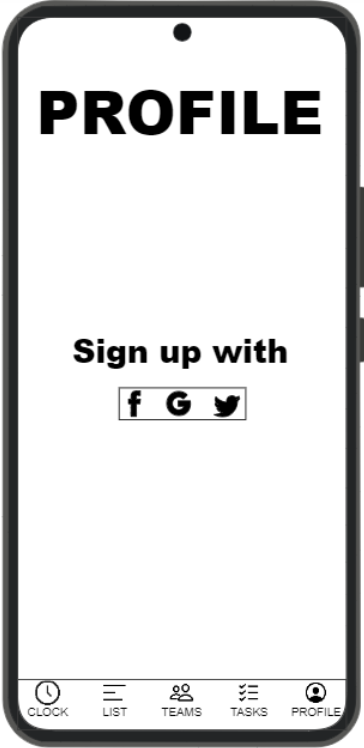 PROFILE
Sign up with
f G
CLOCK LIST TEAMS TASKS PROFILE